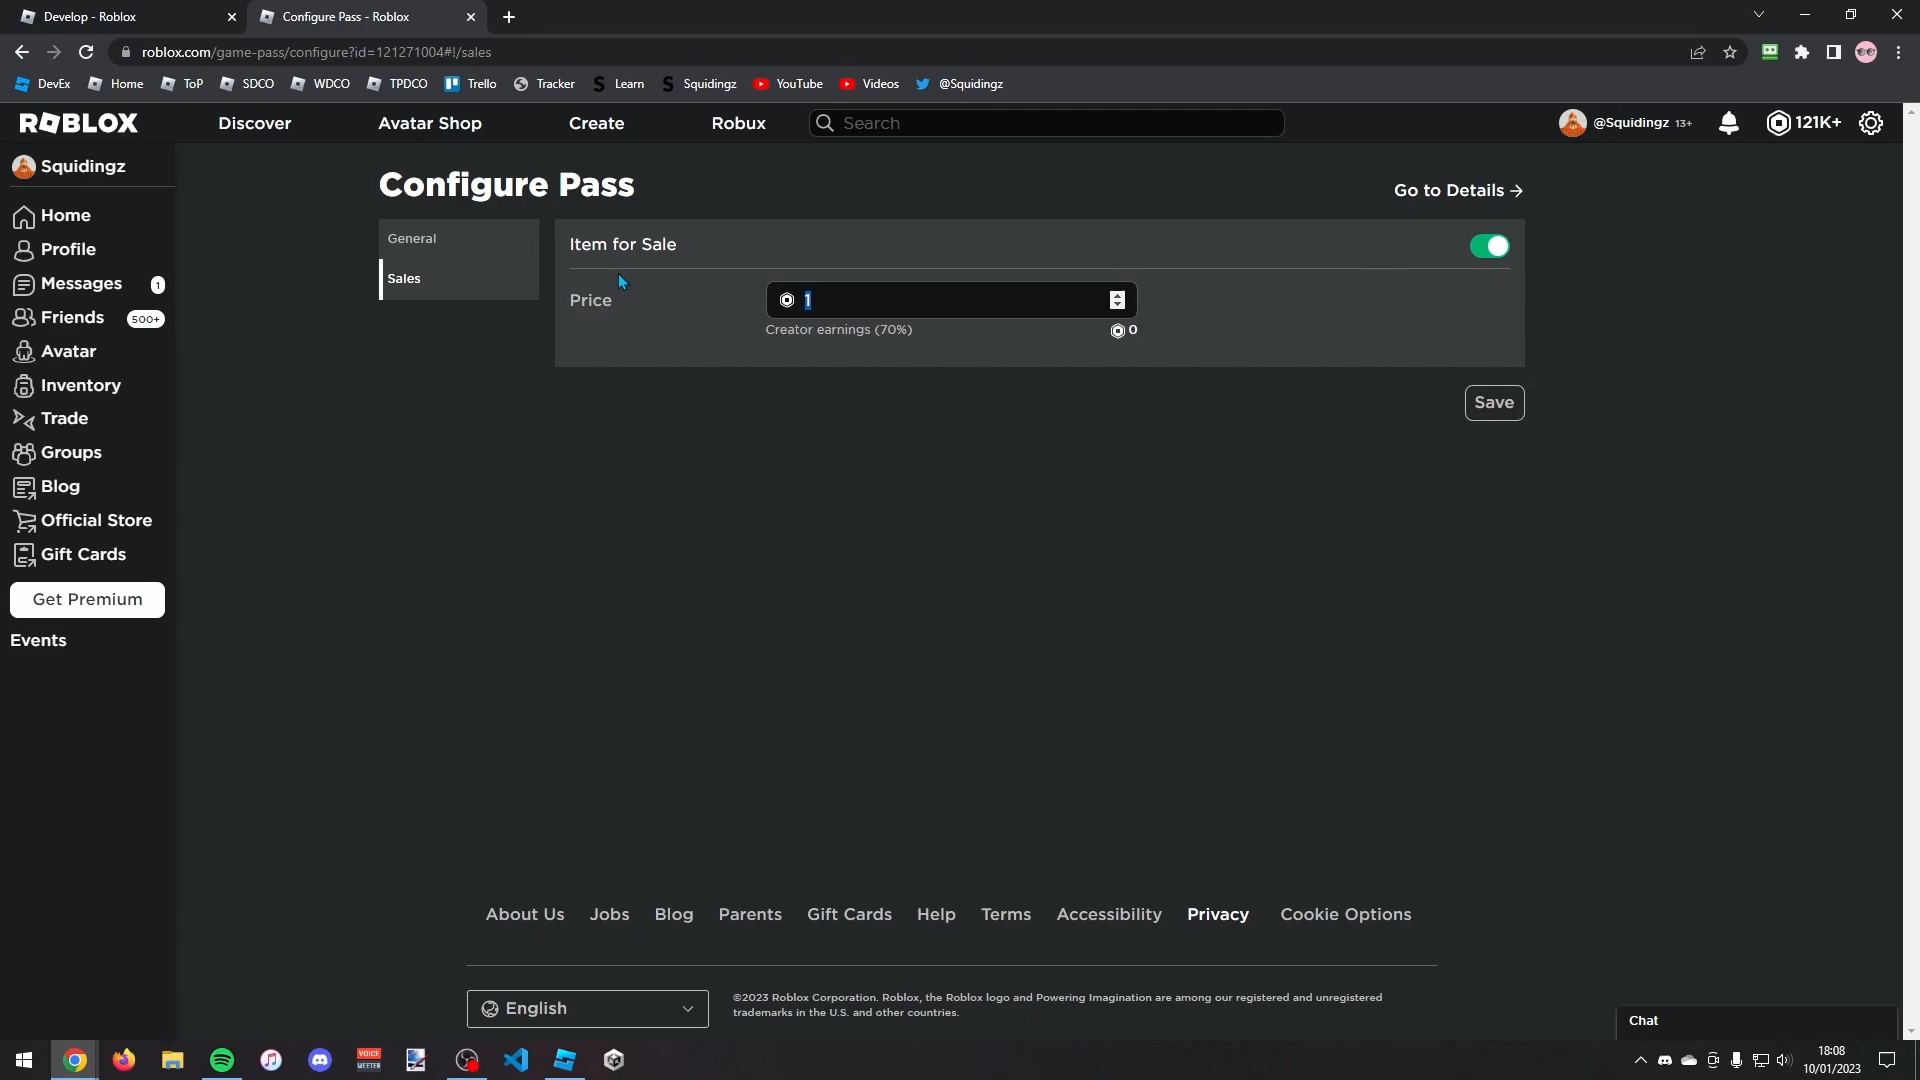 Develop - Roblox
Configure Pass - Roblox
roblox.com/game-pass/configure?id=121271004#!/sales
DevEx
Home
ToP
SDCO
WDCO
TPDCO
Trello
Tracker
Learn
Squidingz
YouTube
Videos
@Squidingz
ROBLOX
Discover
Avatar Shop
Create
Robux
Search
@Squidingz 13+
121K+
Squidingz
Home
Profile
Messages 1
Friends 500+
Avatar
Inventory
Trade
Groups
Blog
Official Store
Gift Cards
Get Premium
Events
Configure Pass
Go to Details
General
Sales
Item for Sale
Price
1
Creator earnings (70%)
0
Save
About Us
Jobs
Blog
Parents
Gift Cards
Help
Terms
Accessibility
Privacy
Cookie Options
English
©2023 Roblox Corporation. Roblox, the Roblox logo and Powering Imagination are among our registered and unregistered
trademarks in the U.S. and other countries.
Chat
VOICE
MEETER
18:08
10/01/2023